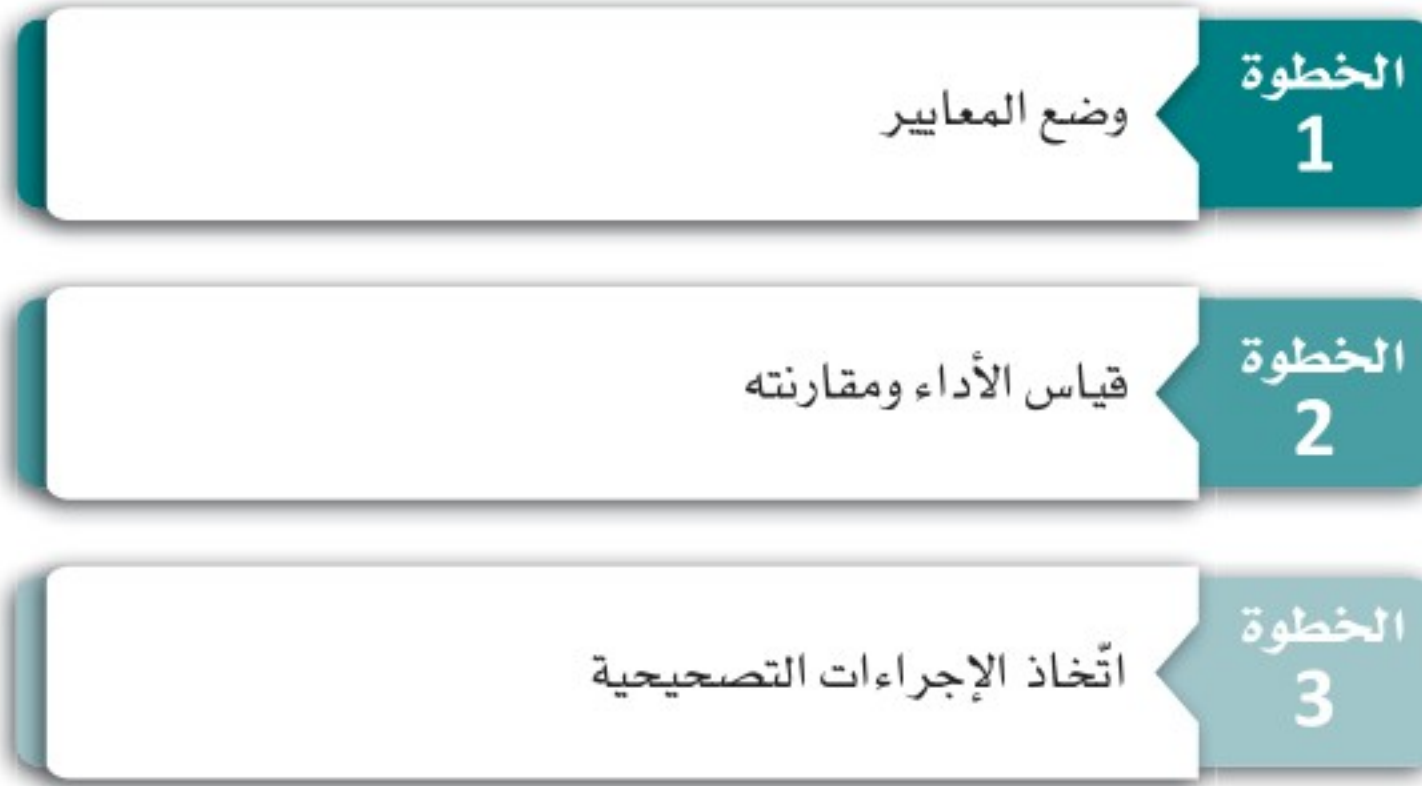 الخطوة
1
وضع المعايير
الخطوة
2
قياس الأداء ومقارنته
الخطوة
3
اتّخاذ الإجراءات التصحيحية